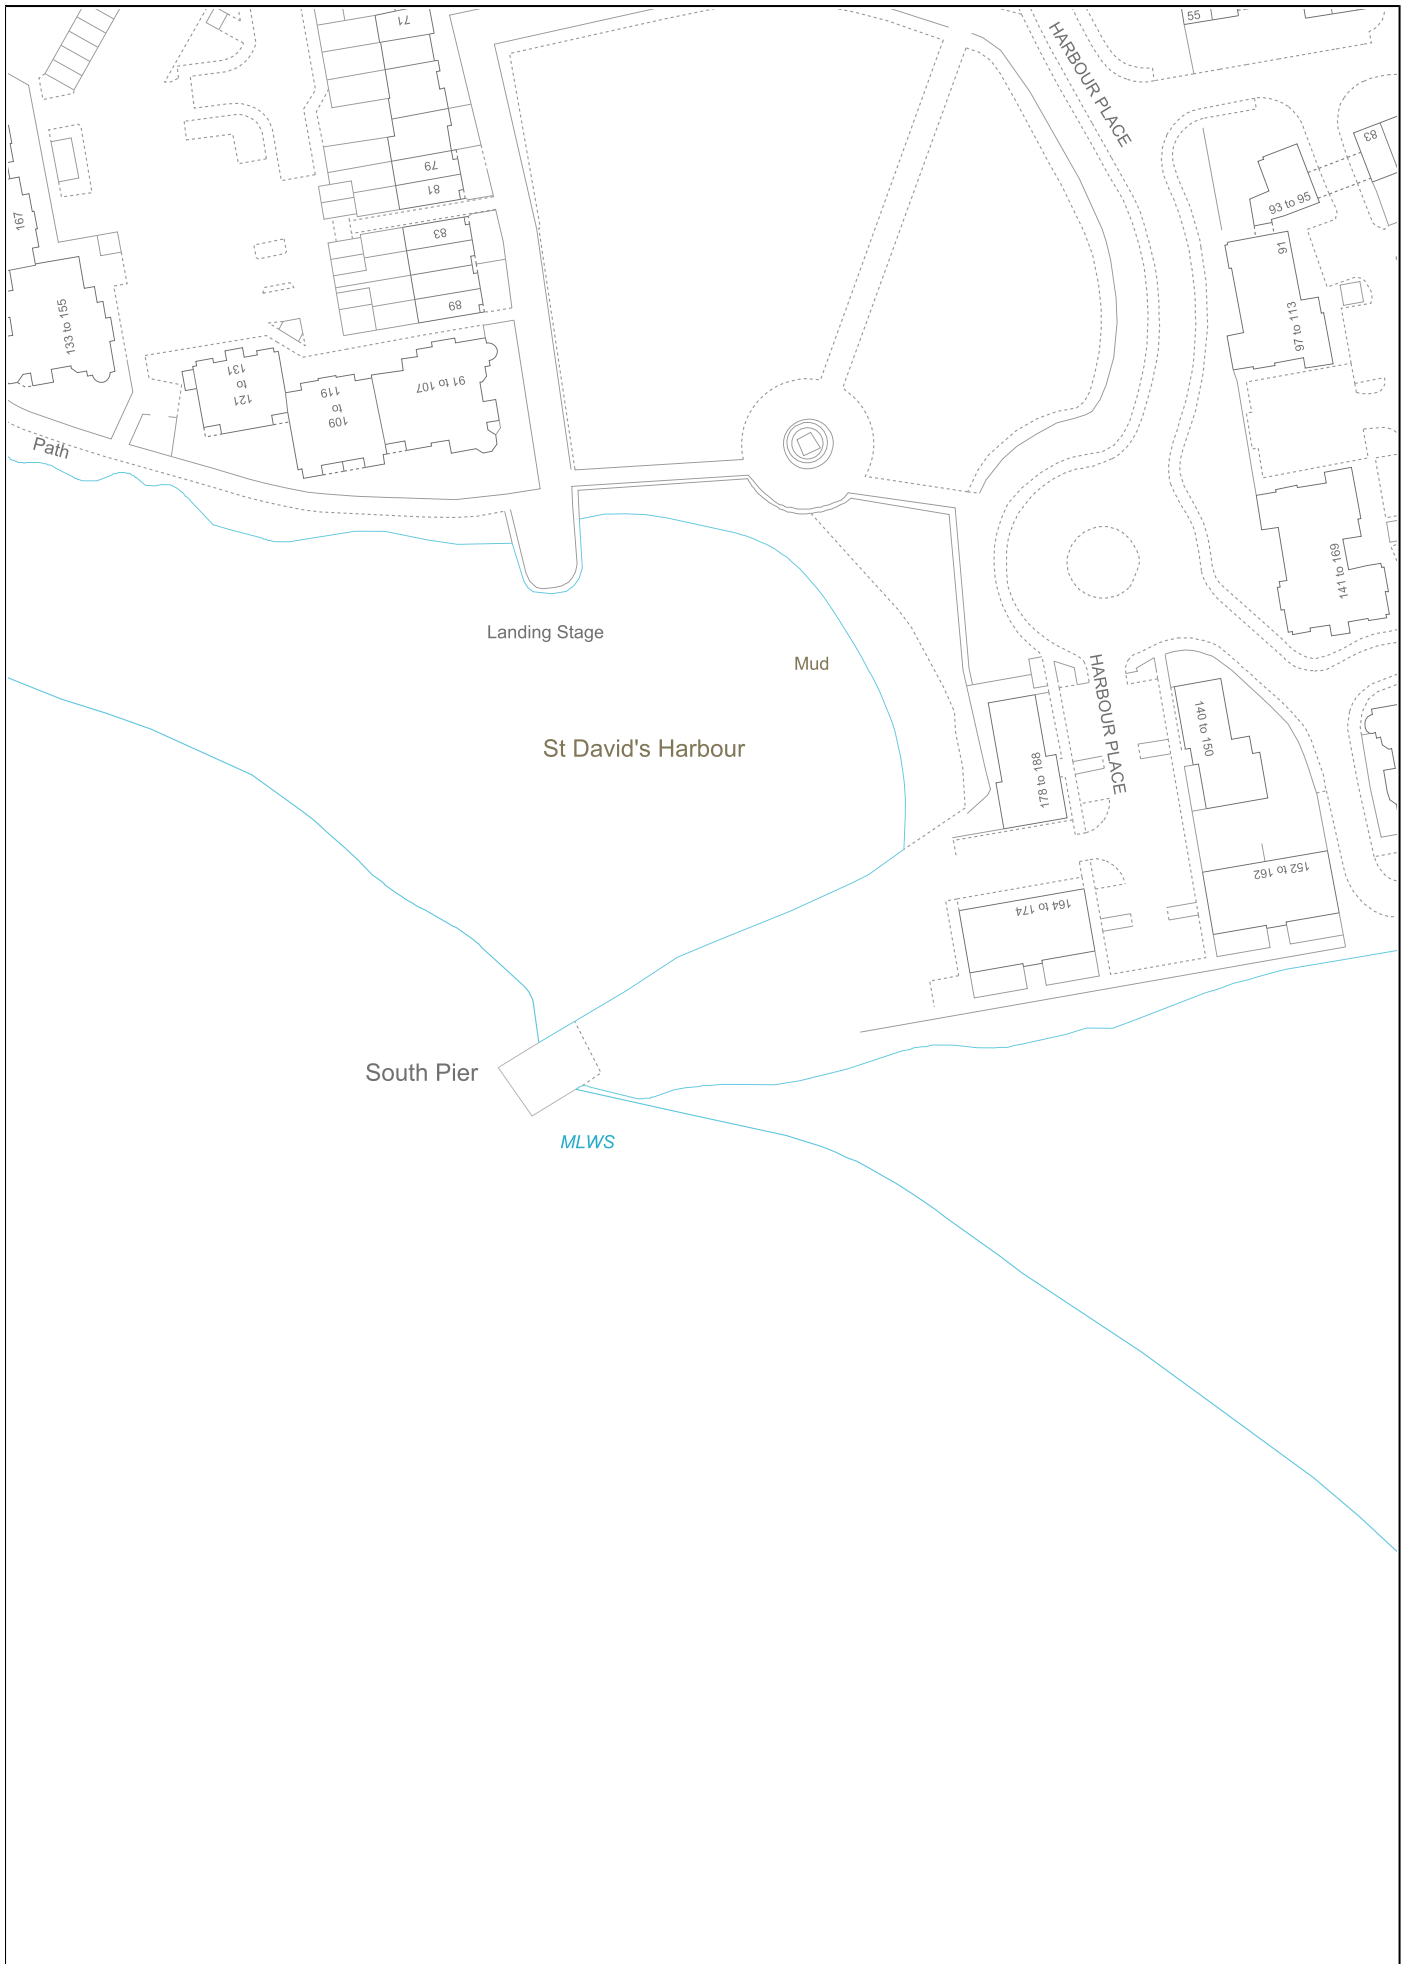 71
55
HARBOUR PLACE
83
79
81
167
93 to 95
83
91
133 to 155
89
97 to 113
131
to
121
119
to
109
91 to 107
Path
141 to 169
Landing Stage
Mud
HARBOUR PLACE
140 to 150
St David's Harbour
178 to 188
152 to 162
164 to 174
South Pier
MLWS